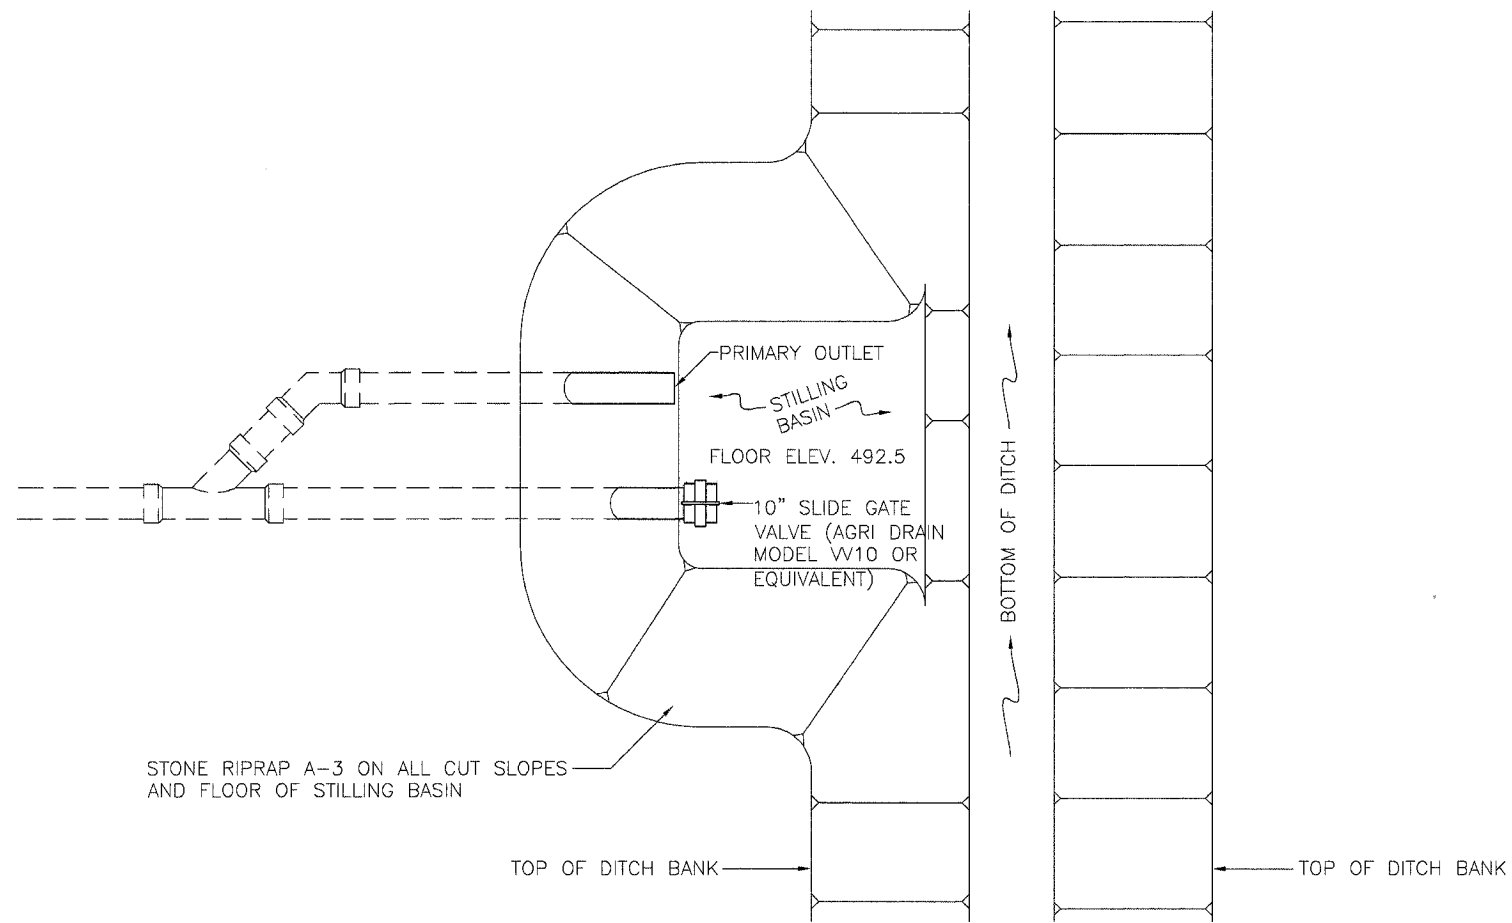 PRIMARY OUTLET
STILLING
BASIN
FLOOR ELEV. 492.5
10" SLIDE GATE
VALVE (AGRI DRAIN
MODEL VV10 OR
EQUIVALENT)
BOTTOM OF DITCH
STONE RIPRAP A-3 ON ALL CUT SLOPES
AND FLOOR OF STILLING BASIN
TOP OF DITCH BANK
TOP OF DITCH BANK